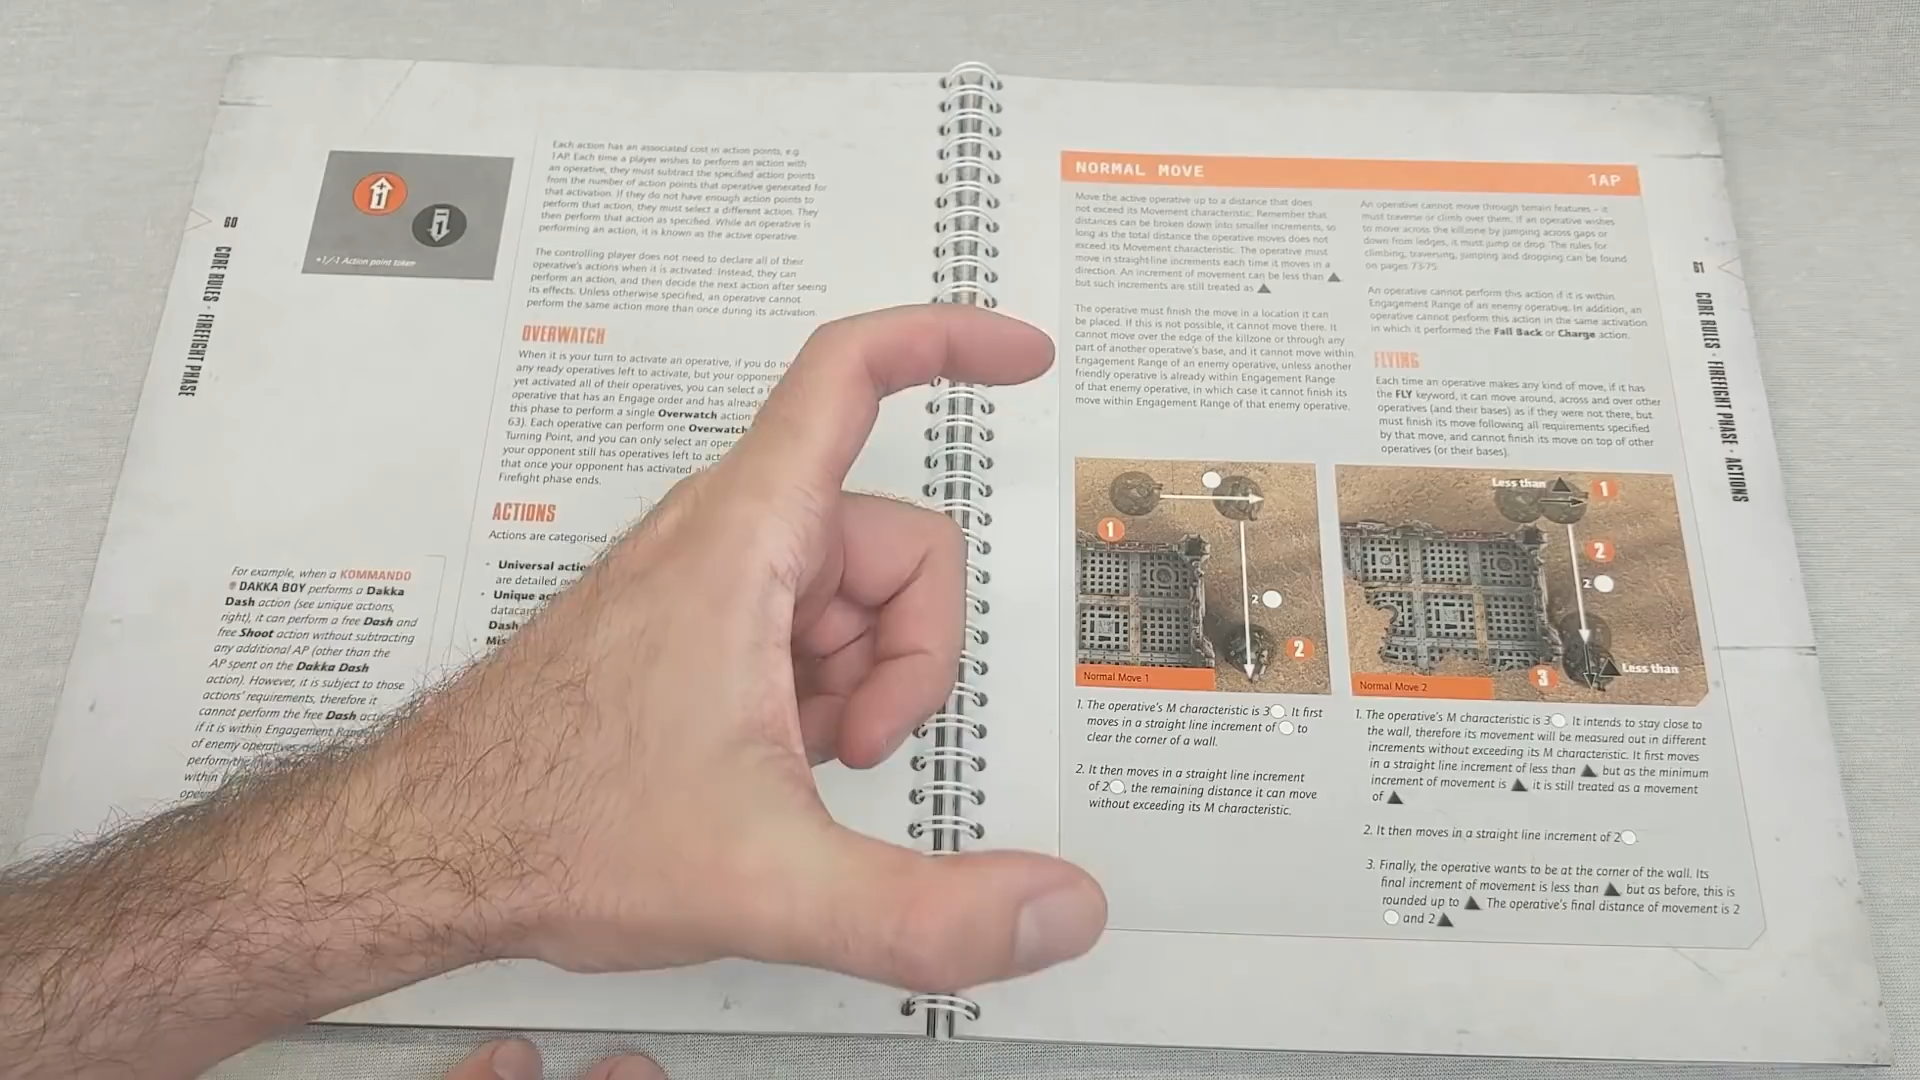 60
CORE RULES · FIREFIGHT PHASE
+1/-1 Action point token
For example, when a KOMMANDO
DAKKA BOY performs a Dakka
Dash action (see unique actions,
right), it can perform a free Dash and
free Shoot action without subtracting
any additional AP (other than the
AP spent on the Dakka Dash
action). However, it is subject to those
actions' requirements, therefore it
cannot perform the free Dash
if it is within Engagement
of enemy operatives
within
Each action has an associated cost in action points, e.g.
1AP. Each time a player wishes to perform an action with
an operative, they must subtract the specified action points
from the number of action points that operative generated for
that activation. If they do not have enough action points to
perform that action, they must select a different action. They
then perform that action as specified. While an operative is
performing an action, it is known as the active operative.
The controlling player does not need to declare all of their
operative's actions when it is activated. Instead, they can
perform an action, and then decide the next action after seeing
its effects. Unless otherwise specified, an operative cannot
perform the same action more than once during its activation.
OVERWATCH
When it is your turn to activate an operative, if you do
any ready operatives left to activate, but your opponent
yet activated all of their operatives, you can select a
operative that has an Engage order and has
this phase to perform a single Overwatch action
63). Each operative can perform one Overwatch
Turning Point, and you can only select an
your opponent still has operatives left to
that once your opponent has activated
Firefight phase ends.
ACTIONS
Actions are categorised
· Universal
are detailed
· Unique
Dash
·
NORMAL MOVE
1AP
Move the active operative up to a distance that does
not exceed its Movement characteristic. Remember that
distances can be broken down into smaller increments, so
long as the total distance the operative moves does not
exceed its Movement characteristic. The operative must
move in straight-line increments each time it moves in a
direction. An increment of movement can be less than ▲
but such increments are still treated as ▲
The operative must finish the move in a location it can
be placed. If this is not possible, it cannot move there. It
cannot move over the edge of the killzone or through any
part of another operative's base, and it cannot move within
Engagement Range of an enemy operative, unless another
friendly operative is already within Engagement Range
of that enemy operative, in which case it cannot finish its
move within Engagement Range of that enemy operative.
An operative cannot move through terrain features – it
must traverse or climb over them. If an operative wishes
to move across the killzone by jumping across gaps or
down from ledges, it must jump or drop. The rules for
climbing, traversing, jumping and dropping can be found
on pages 73-75.
An operative cannot perform this action if it is within
Engagement Range of an enemy operative. In addition, an
operative cannot perform this action in the same activation
in which it performed the Fall Back or Charge action.
FLYING
Each time an operative makes any kind of move, if it has
the FLY keyword, it can move around, across and over other
operatives (and their bases) as if they were not there, but
must finish its move following all requirements specified
by that move, and cannot finish its move on top of other
operatives (or their bases).
1
2
2
Normal Move 1
Less than
1
2
2
3
Less than
Normal Move 2
1. The operative's M characteristic is 3○. It first
moves in a straight line increment of ○ to
clear the corner of a wall.
2. It then moves in a straight line increment
of 2○, the remaining distance it can move
without exceeding its M characteristic.
1. The operative's M characteristic is 3○. It intends to stay close to
the wall, therefore its movement will be measured out in different
increments without exceeding its M characteristic. It first moves
in a straight line increment of less than ▲ but as the minimum
increment of movement is ▲ it is still treated as a movement
of ▲
2. It then moves in a straight line increment of 2○
3. Finally, the operative wants to be at the corner of the wall. Its
final increment of movement is less than ▲ but as before, this is
rounded up to ▲ The operative's final distance of movement is 2
○ and 2▲
61
CORE RULES · FIREFIGHT PHASE · ACTIONS